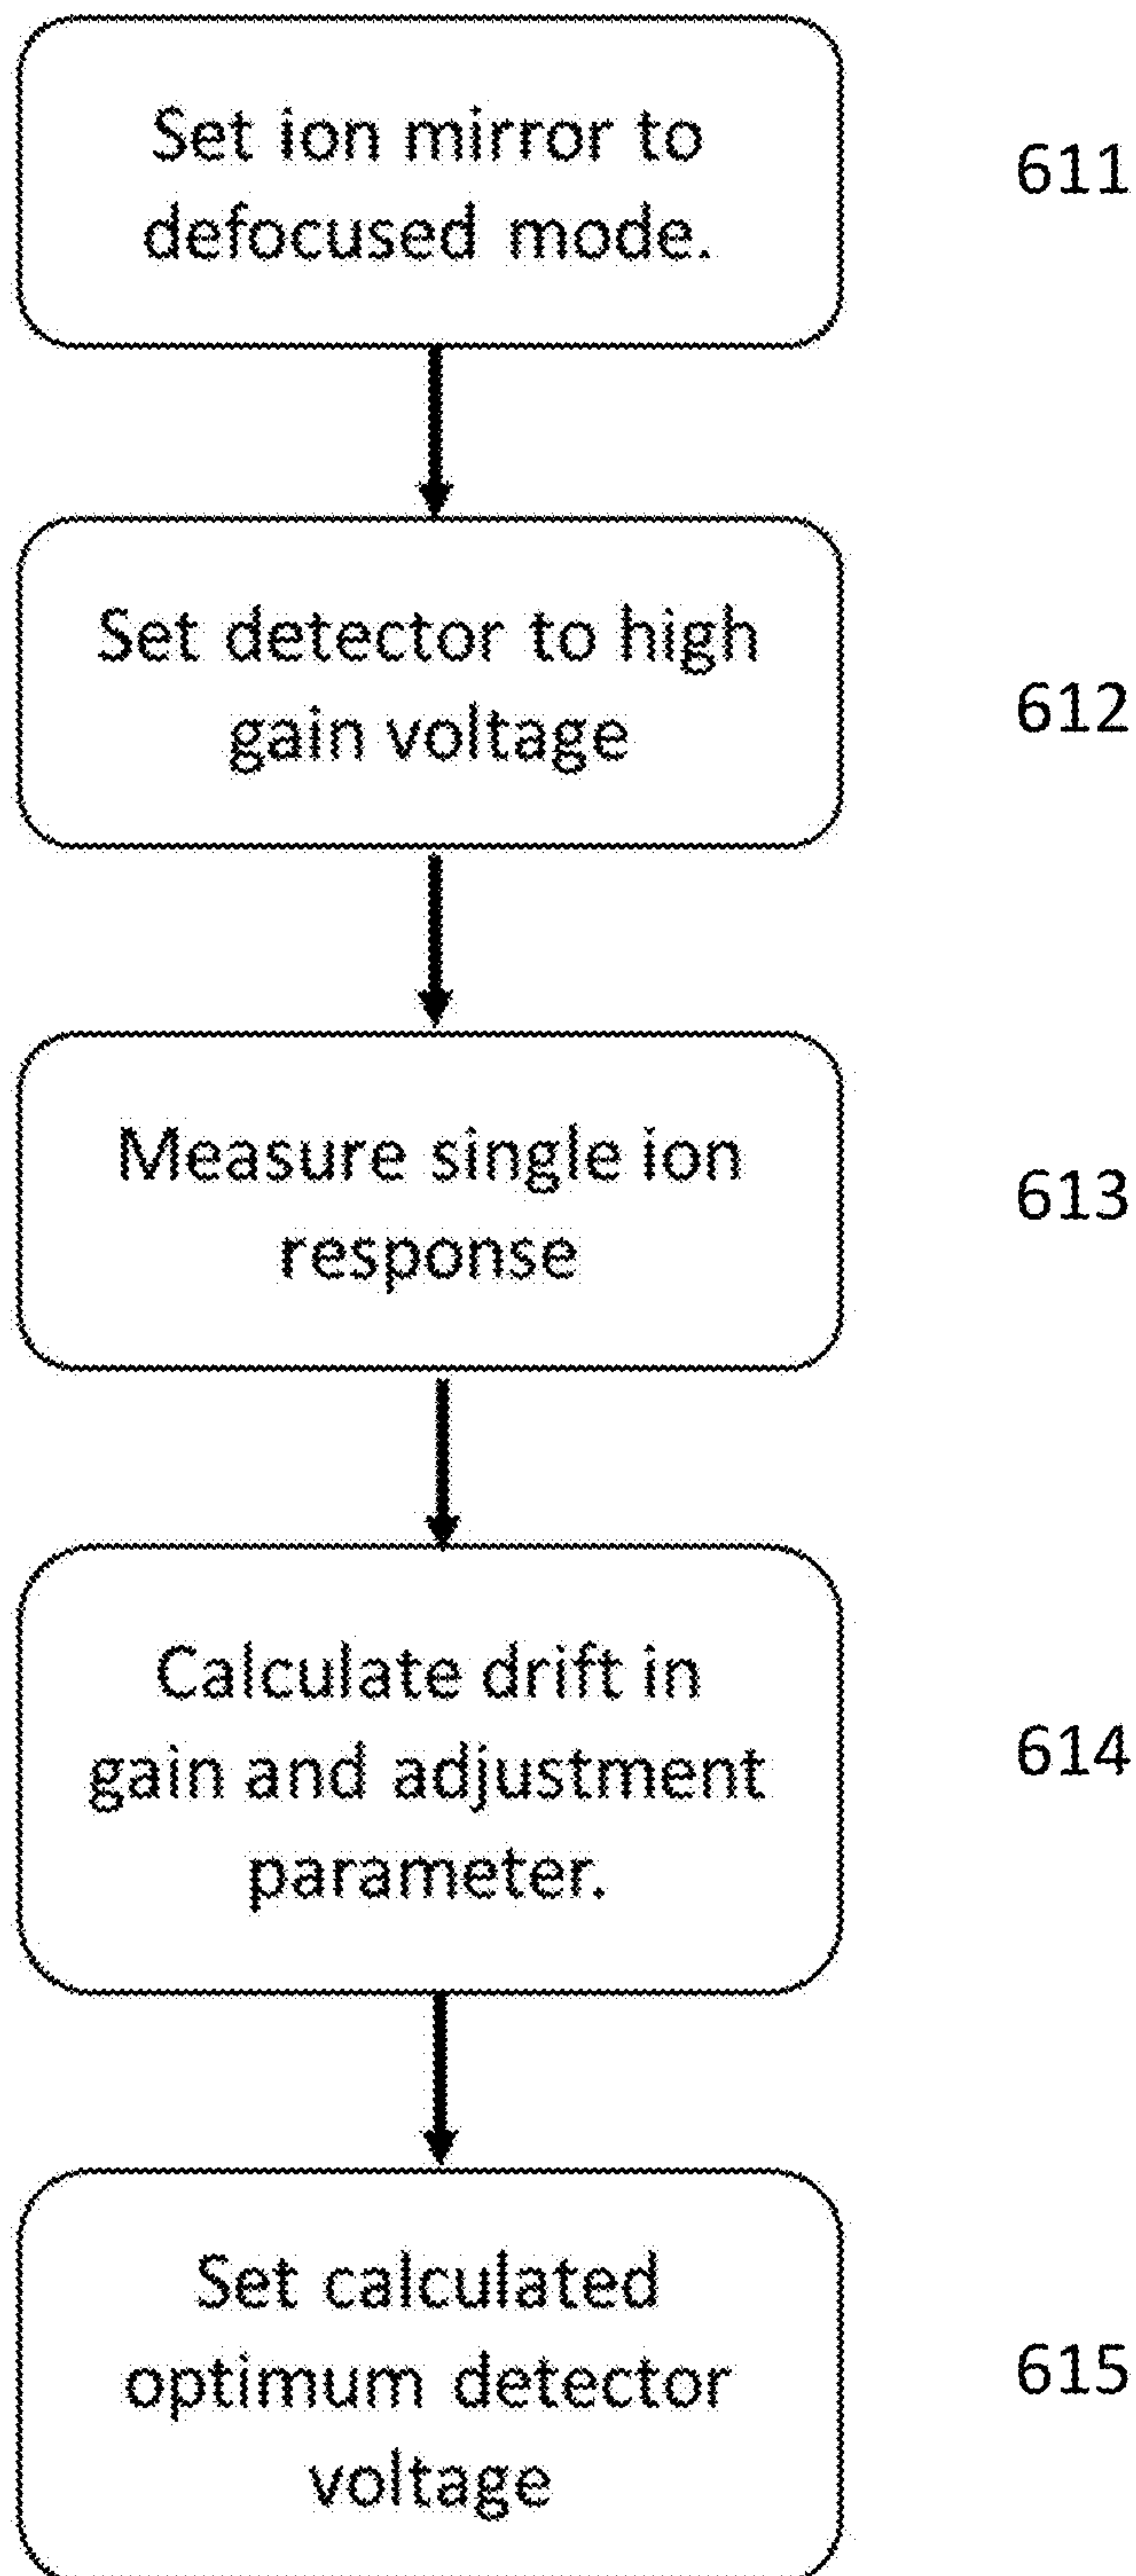 Set ion mirror to
defocused mode.
611
Set detector to high
gain voltage
612
Measure single ion
response
613
Calculate drift in
gain and adjustment
parameter.
614
Set calculated
optimum detector
voltage
615